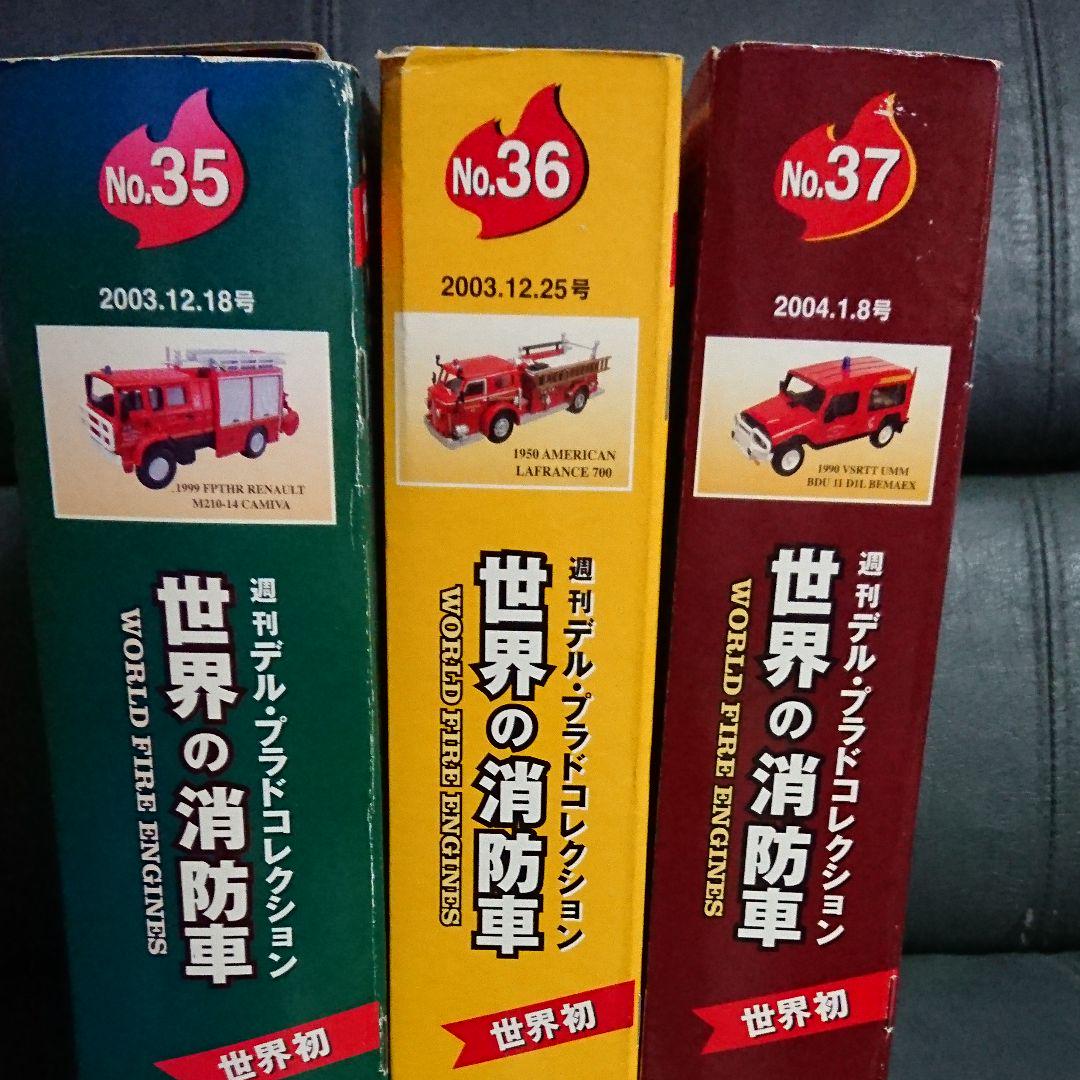 No.35
2003.12.18号
1999 FPTHR RENAULT
M210-14 CAMIVA
週刊デル・プラドコレクション
世界の消防車
WORLD FIRE ENGINES
世界初
No.36
2003.12.25号
1950 AMERICAN
LAFRANCE 700
週刊デル・プラドコレクション
世界の消防車
WORLD FIRE ENGINES
世界初
No.37
2004.1.8号
1990 VSRTT UMM
BDU 11 D1L BEMAEX
週刊デル・プラドコレクション
世界の消防車
WORLD FIRE ENGINES
世界初